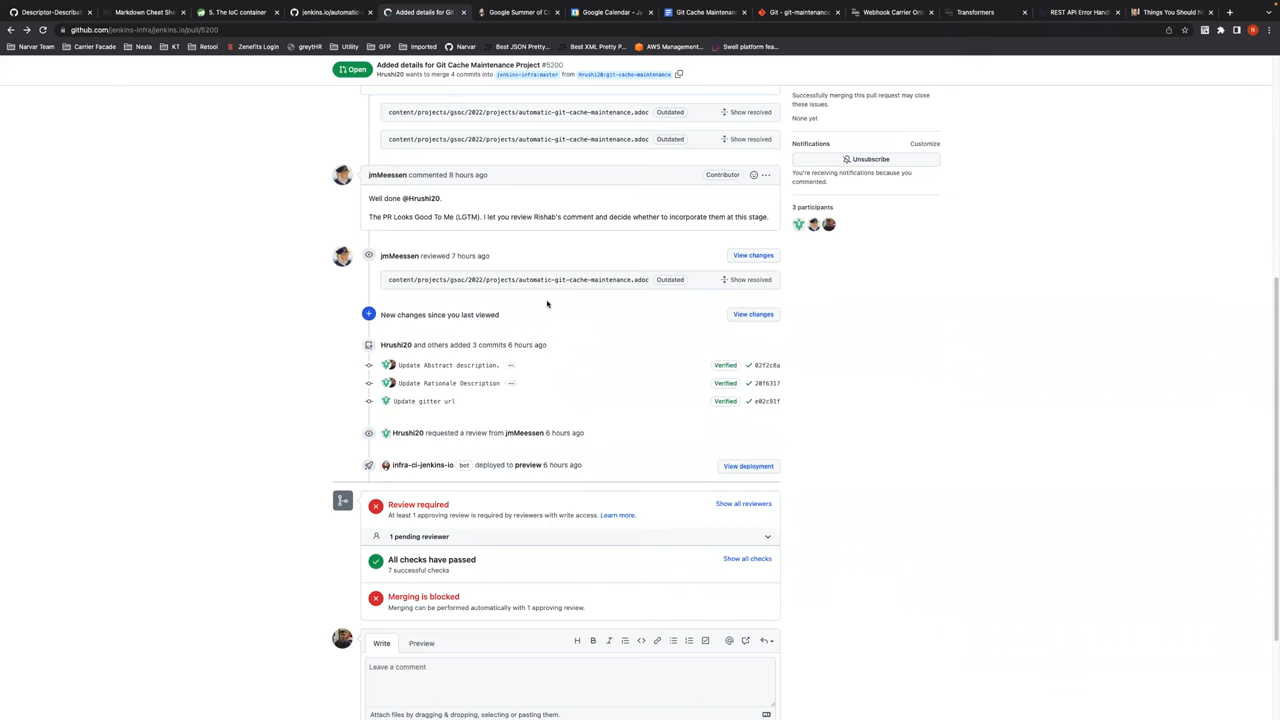 Descriptor-Descriptor-Ba
Markdown Cheat She
5. The IoC container
jenkins.io/automatic-
Added details for Git C
Google Summer of Co
Google Calendar - Ju
Git Cache Maintenanc
Git - git-maintenance
Webhook Carrier Onb
Transformers
REST API Error Handl
Things You Should
github.com/jenkins-infra/jenkins.io/pull/5200
Narvar Team
Carrier Facade
Nexla
KT
Retool
Zenefits Login
greytHR
Utility
GFP
Imported
Narvar
Best JSON Pretty...
Best XML Pretty P...
AWS Management...
Swell platform fea...
Open
Added details for Git Cache Maintenance Project #5200
Hrushi20 wants to merge 4 commits into jenkins-infra:master from Hrushi20:git-cache-maintenance
Successfully merging this pull request may close
these issues.
None yet
Notifications
Customize
Unsubscribe
You're receiving notifications because you
commented.
3 participants
content/projects/gsoc/2022/projects/automatic-git-cache-maintenance.adoc Outdated Show resolved
content/projects/gsoc/2022/projects/automatic-git-cache-maintenance.adoc Outdated Show resolved
jmMeessen commented 8 hours ago Contributor
Well done @Hrushi20.
The PR Looks Good To Me (LGTM). I let you review Rishab's comment and decide whether to incorporate them at this stage.
jmMeessen reviewed 7 hours ago View changes
content/projects/gsoc/2022/projects/automatic-git-cache-maintenance.adoc Outdated Show resolved
New changes since you last viewed View changes
Hrushi20 and others added 3 commits 6 hours ago
Update Abstract description. ... Verified 02f2c8a
Update Rationale Description ... Verified 20f6317
Update gitter url Verified e02c91f
Hrushi20 requested a review from jmMeessen 6 hours ago
infra-ci-jenkins-io bot deployed to preview 6 hours ago View deployment
Review required Show all reviewers
At least 1 approving review is required by reviewers with write access. Learn more.
1 pending reviewer
All checks have passed Show all checks
7 successful checks
Merging is blocked
Merging can be performed automatically with 1 approving review.
Write Preview
Leave a comment
Attach files by dragging & dropping, selecting or pasting them.